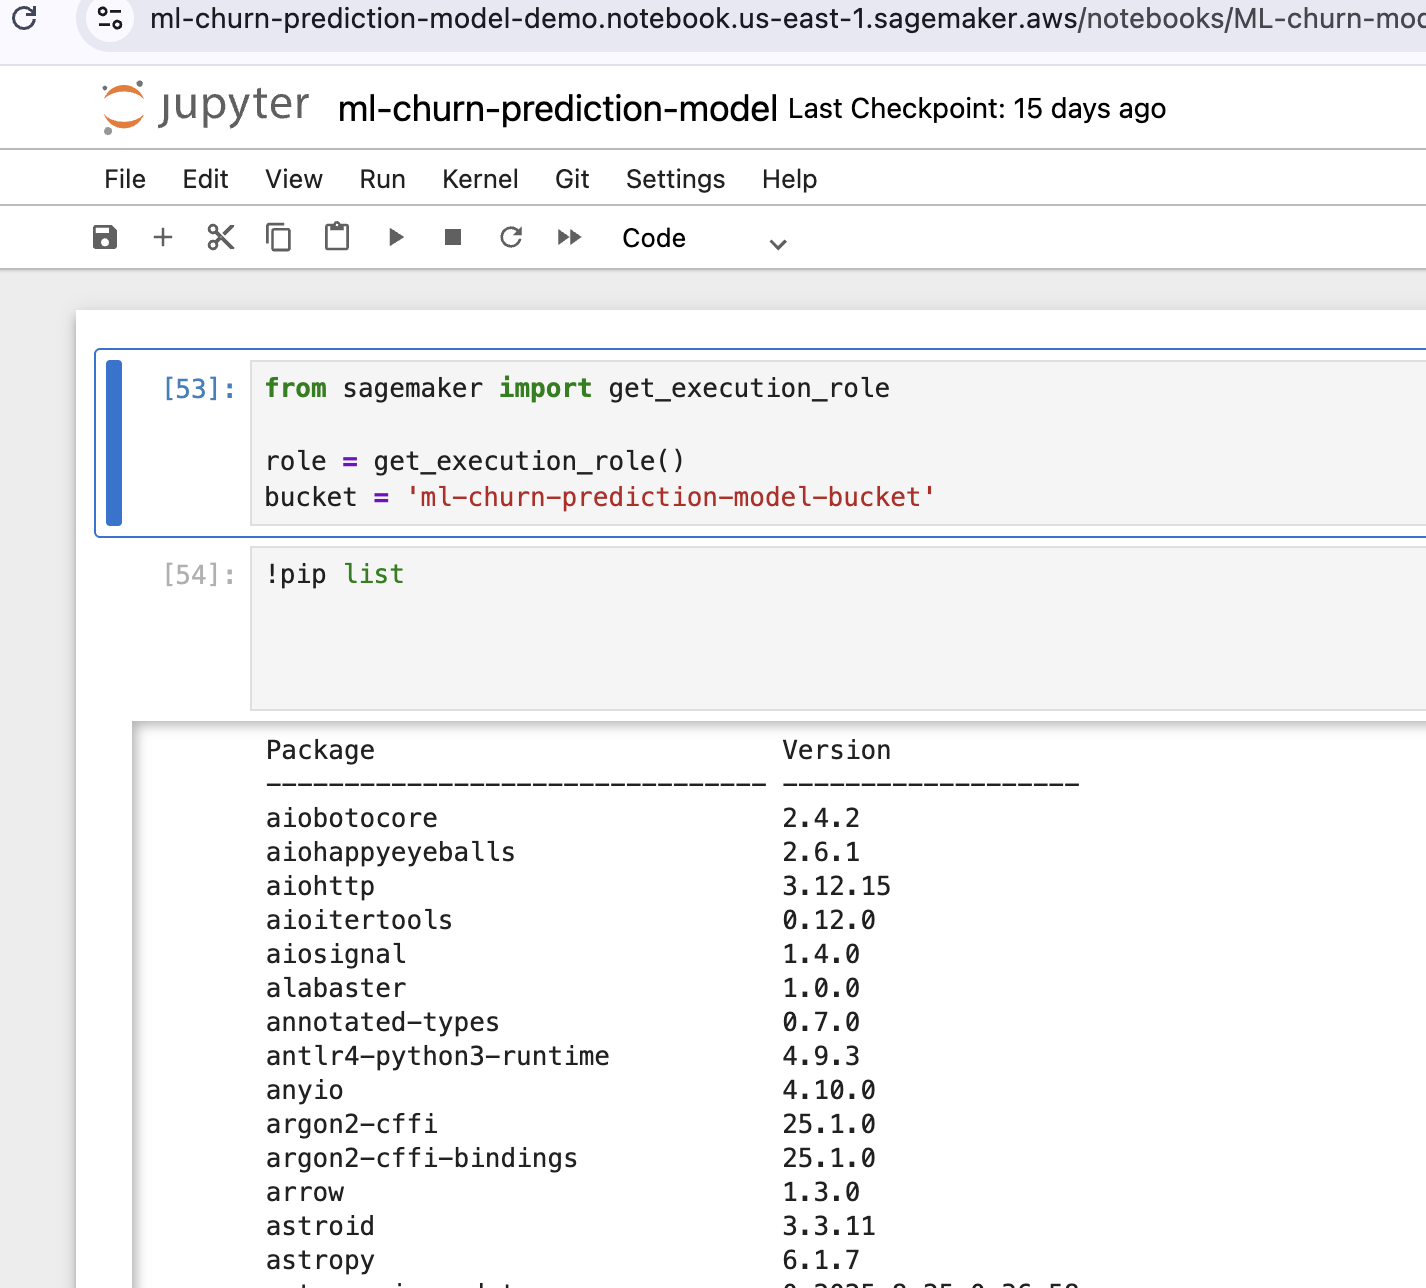 ml-churn-prediction-model-demo.notebook.us-east-1.sagemaker.aws/notebooks/ML-churn-mod
jupyter ml-churn-prediction-model Last Checkpoint: 15 days ago
File Edit View Run Kernel Git Settings Help
Code
[53]: from sagemaker import get_execution_role
role = get_execution_role()
bucket = 'ml-churn-prediction-model-bucket'
[54]: !pip list
Package Version
-------------------------------- -------------------
aiobotocore 2.4.2
aiohappyeyeballs 2.6.1
aiohttp 3.12.15
aioitertools 0.12.0
aiosignal 1.4.0
alabaster 1.0.0
annotated-types 0.7.0
antlr4-python3-runtime 4.9.3
anyio 4.10.0
argon2-cffi 25.1.0
argon2-cffi-bindings 25.1.0
arrow 1.3.0
astroid 3.3.11
astropy 6.1.7